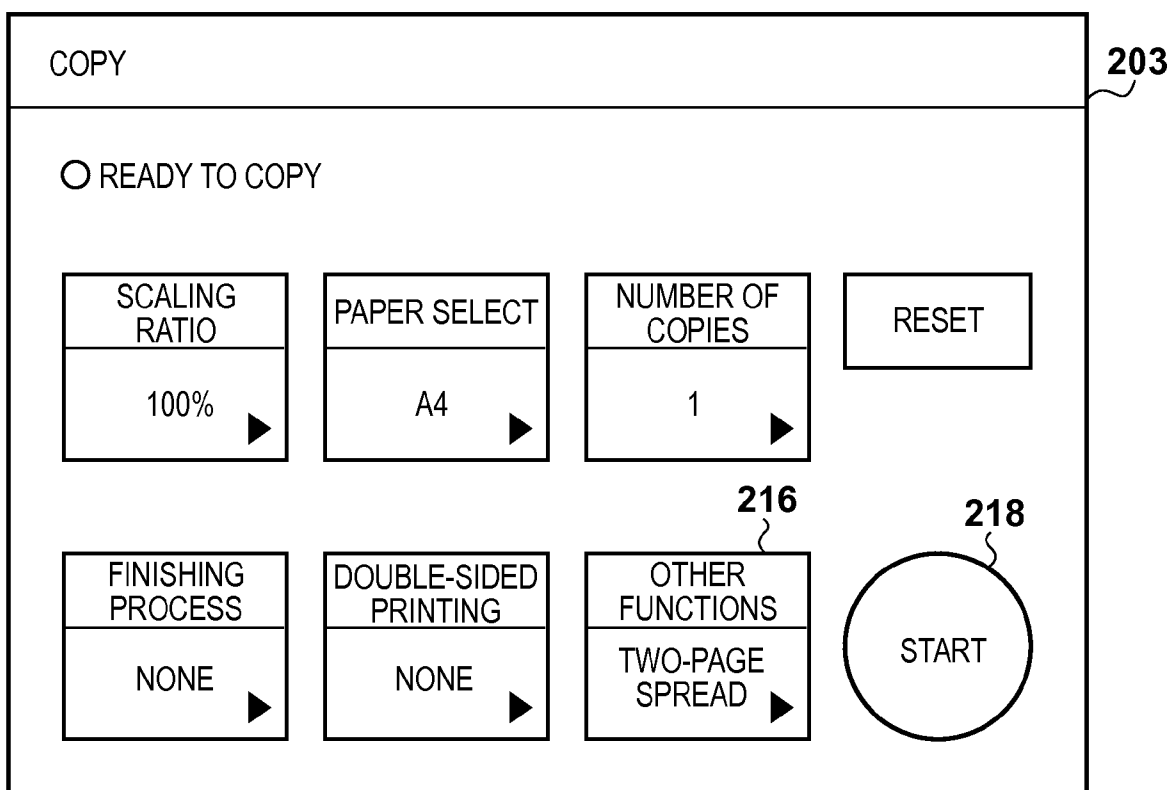 COPY
203
READY TO COPY
SCALING
RATIO
100%
PAPER SELECT
A4
NUMBER OF
COPIES
1
RESET
216
218
FINISHING
PROCESS
NONE
DOUBLE-SIDED
PRINTING
NONE
OTHER
FUNCTIONS
TWO-PAGE
SPREAD
START